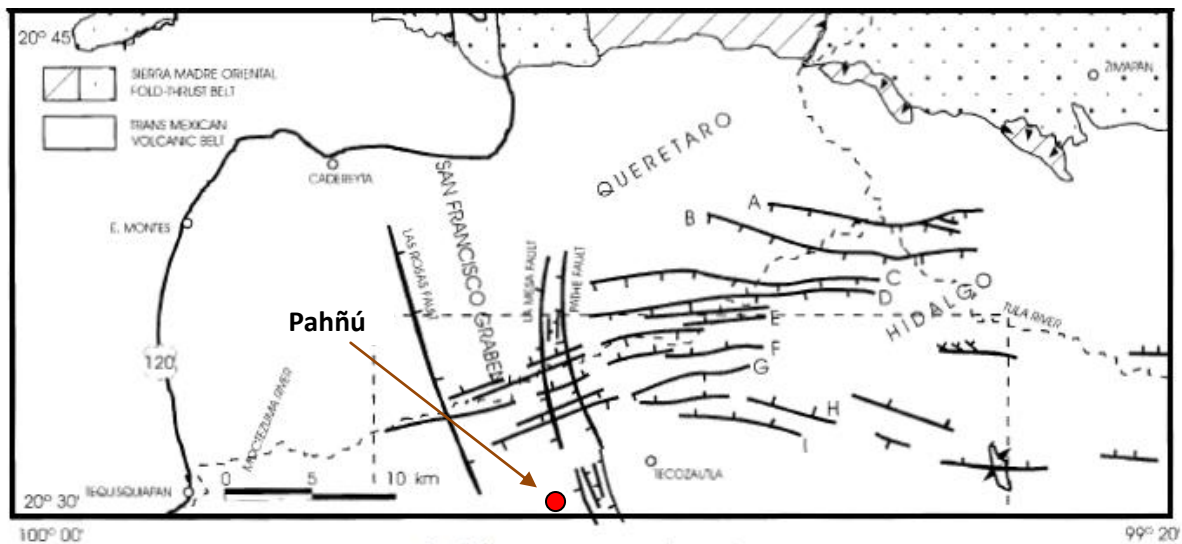 20° 45'
SIERRA MADRE ORIENTAL
FOLD-THRUST BELT
TRANS MEXICAN
VOLCANIC BELT
ZIMAPAN
QUERETARO
CADEREYTA
SAN FRANCISCO GRABEN
A
B
E. MONTES
LAS ROSAS FAULT
LA MESA FAULT
PATHE FAULT
C
D
HIDALGO
TULA RIVER
Pahñú
E
F
120
G
MOCTEZUMA RIVER
H
I
TECOZAUTLA
0 5 10 km
TEQUISQUIAPAN
20° 30'
100° 00'
99° 20'